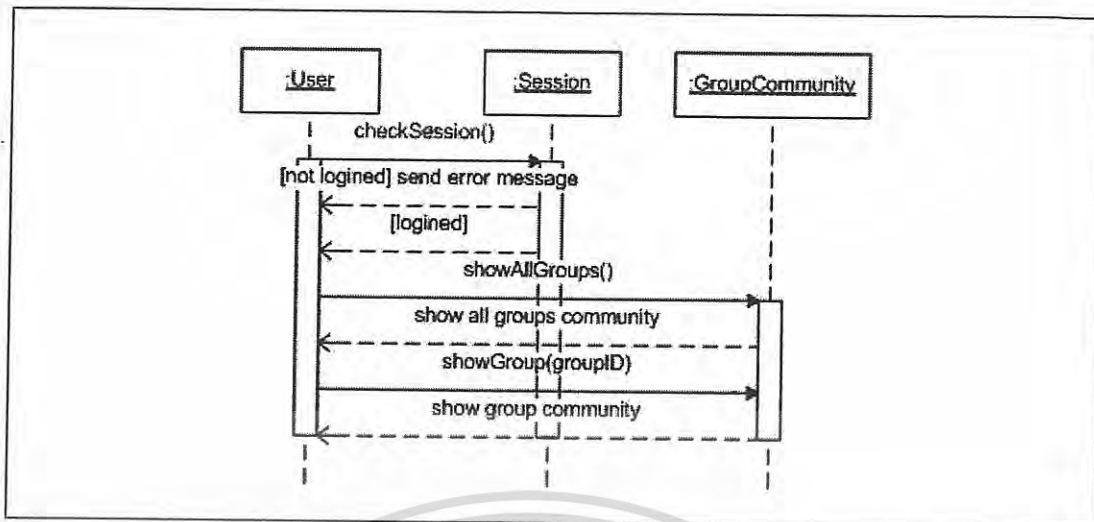 :User
:Session
:GroupCommunity
checkSession()
[not logined] send error message
[logined]
showAllGroups()
show all groups community
showGroup(groupID)
show group community